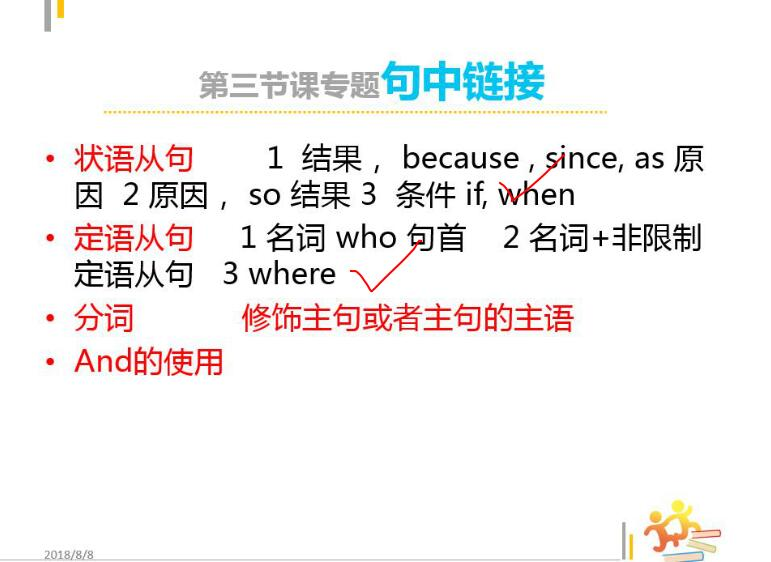 第三节课专题句中链接
• 状语从句 1 结果， because , since, as 原
因 2 原因， so 结果 3 条件 if, when
• 定语从句 1 名词 who 句首 2 名词+非限制
定语从句 3 where
• 分词 修饰主句或者主句的主语
• And的使用
2018/8/8